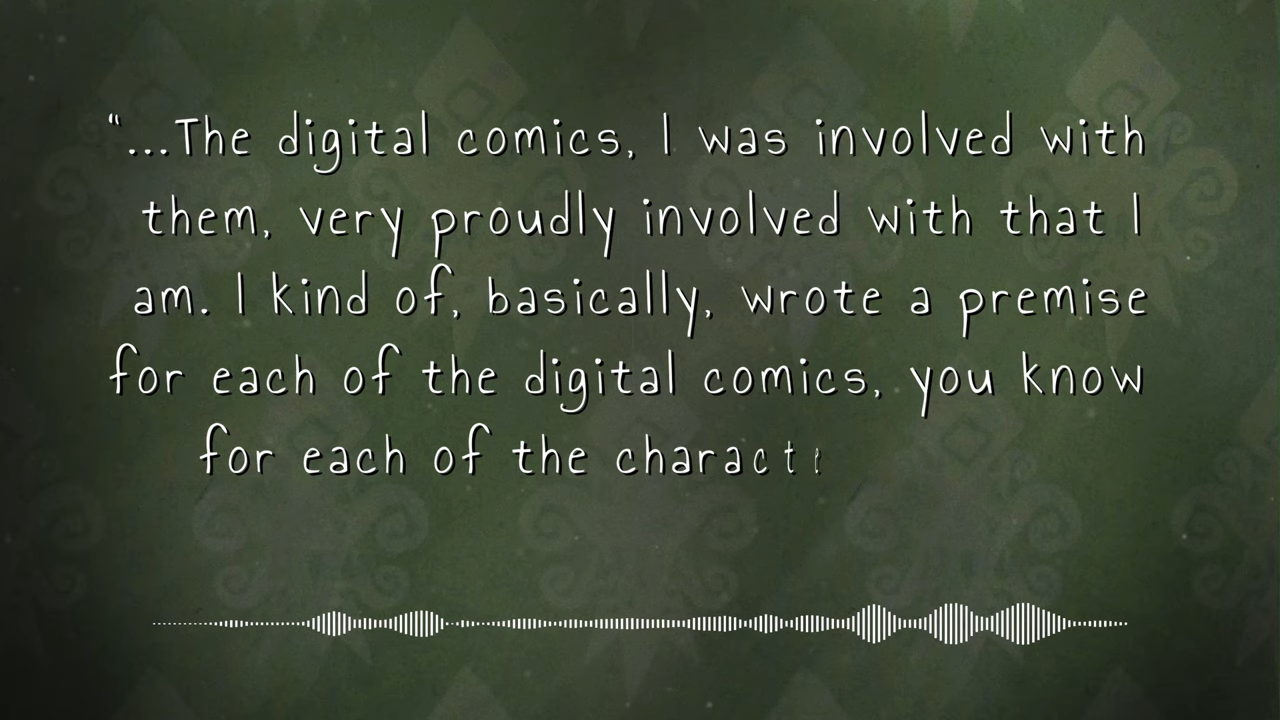 “...The digital comics, I was involved with
them, very proudly involved with that I
am. I kind of, basically, wrote a premise
for each of the digital comics, you know
for each of the characte